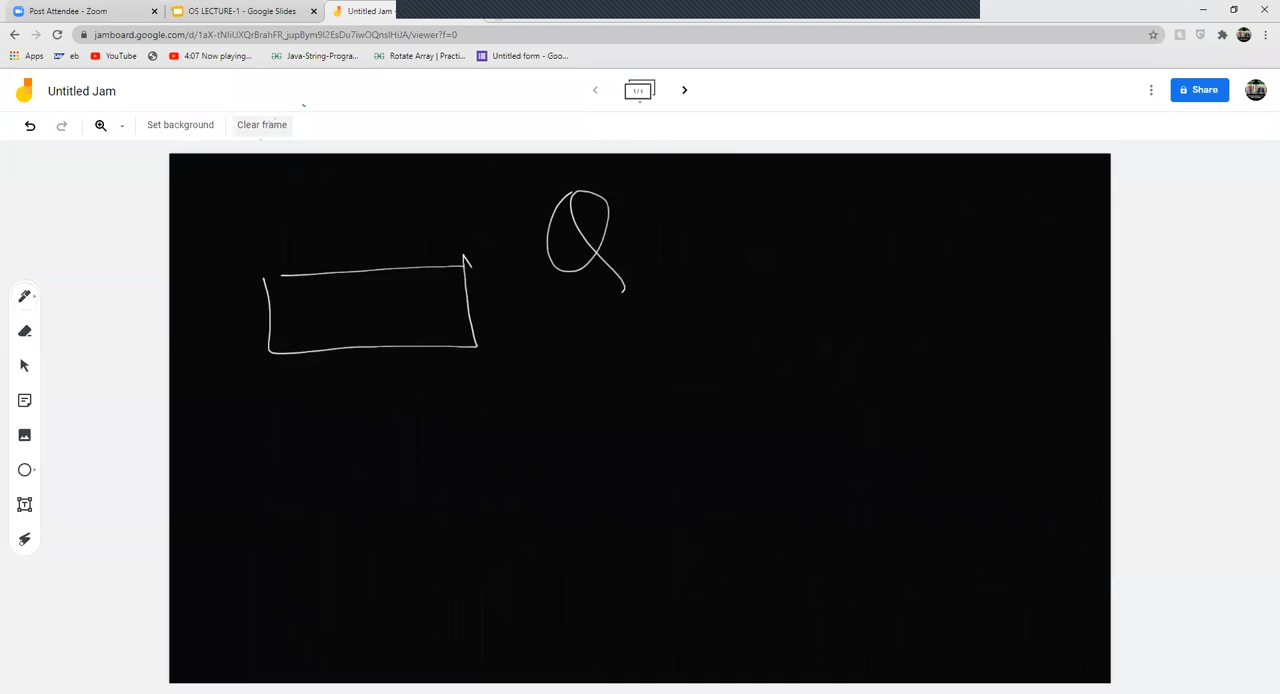 Post Attendee - Zoom
OS LECTURE-1 - Google Slides
Untitled Jam -
jamboard.google.com/d/1aX-tNIiUXQrBrahFR_jupBym9I2EsDu7iwOQnsIHiJA/viewer?f=0
Apps
eb
YouTube
4:07 Now playing...
Java-String-Progra...
Rotate Array | Practi...
Untitled form - Goo...
Untitled Jam
1/1
Share
Set background
Clear frame
Q